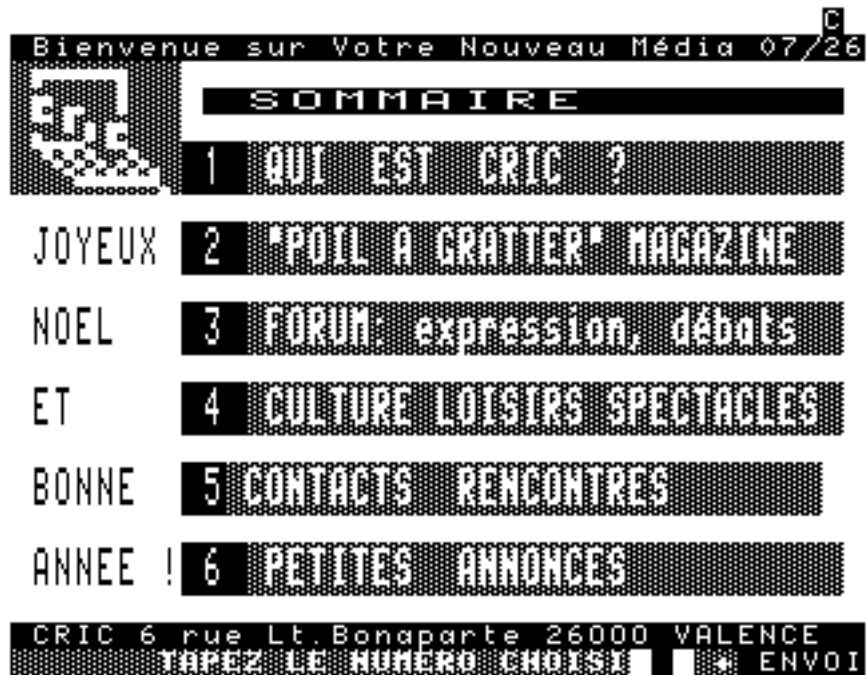 C
Bienvenue sur Votre Nouveau Média 07/26
Cric
SOMMAIRE
1 QUI EST CRIC ?
JOYEUX 2 "POIL A GRATTER" MAGAZINE
NOEL 3 FORUM: expression, débats
ET 4 CULTURE LOISIRS SPECTACLES
BONNE 5 CONTACTS RENCONTRES
ANNEE ! 6 PETITES ANNONCES
CRIC 6 rue Lt.Bonaparte 26000 VALENCE
TAPEZ LE NUMERO CHOISI * ENVOI